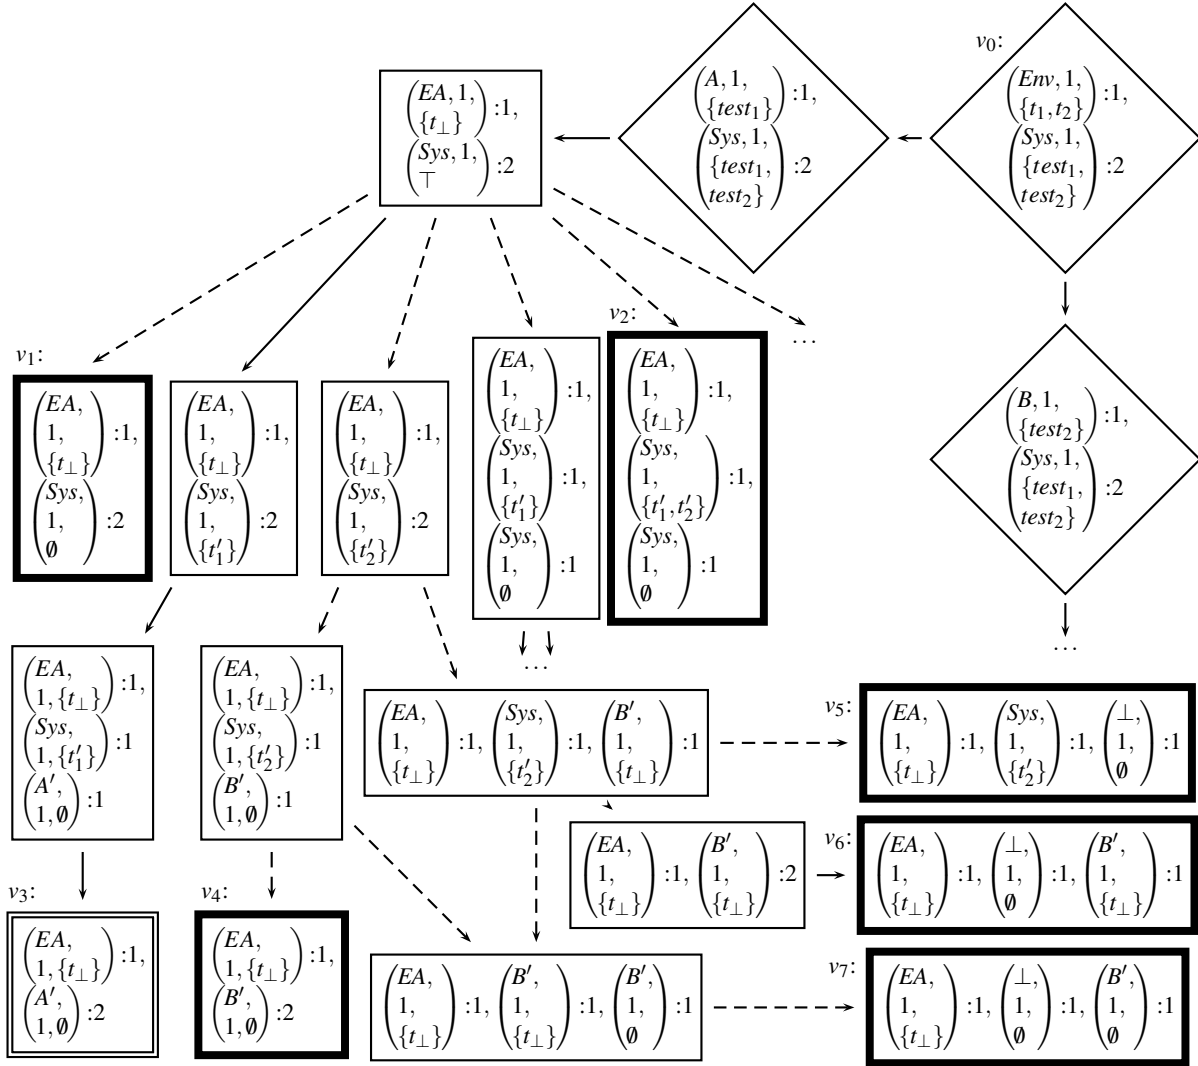 v0:
(Env, 1,
{t1, t2}) :1,
(Sys, 1,
{test1,
test2}) :2
(A, 1,
{test1}) :1,
(Sys, 1,
{test1,
test2}) :2
(EA, 1,
{t⊥}) :1,
(Sys, 1,
⊤) :2
...
v1:
(EA,
1,
{t⊥}) :1,
(Sys,
1,
∅) :2
(EA,
1,
{t⊥}) :1,
(Sys,
1,
{t′1}) :2
(EA,
1,
{t⊥}) :1,
(Sys,
1,
{t′2}) :2
(EA,
1,
{t⊥}) :1,
(Sys,
1,
{t′1}) :1,
(Sys,
1,
∅) :1
...
v2:
(EA,
1,
{t⊥}) :1,
(Sys,
1,
{t′1, t′2}) :1,
(Sys,
1,
∅) :1
(B, 1,
{test2}) :1,
(Sys, 1,
{test1,
test2}) :2
...
(EA,
1, {t⊥}) :1,
(Sys,
1, {t′1}) :1
(A′,
1, ∅) :1
(EA,
1, {t⊥}) :1,
(Sys,
1, {t′2}) :1
(B′,
1, ∅) :1
(EA,
1,
{t⊥}) :1, (Sys,
1,
{t′2}) :1, (B′,
1,
{t⊥}) :1
v5:
(EA,
1,
{t⊥}) :1, (Sys,
1,
{t′2}) :1, (⊥,
1,
∅) :1
(EA,
1,
{t⊥}) :1, (B′,
1,
{t⊥}) :2
v6:
(EA,
1,
{t⊥}) :1, (⊥,
1,
∅) :1, (B′,
1,
{t⊥}) :1
v3:
(EA,
1, {t⊥}) :1,
(A′,
1, ∅) :2
v4:
(EA,
1, {t⊥}) :1,
(B′,
1, ∅) :2
(EA,
1,
{t⊥}) :1, (B′,
1,
{t⊥}) :1, (B′,
1,
∅) :1
v7:
(EA,
1,
{t⊥}) :1, (⊥,
1,
∅) :1, (B′,
1,
∅) :1